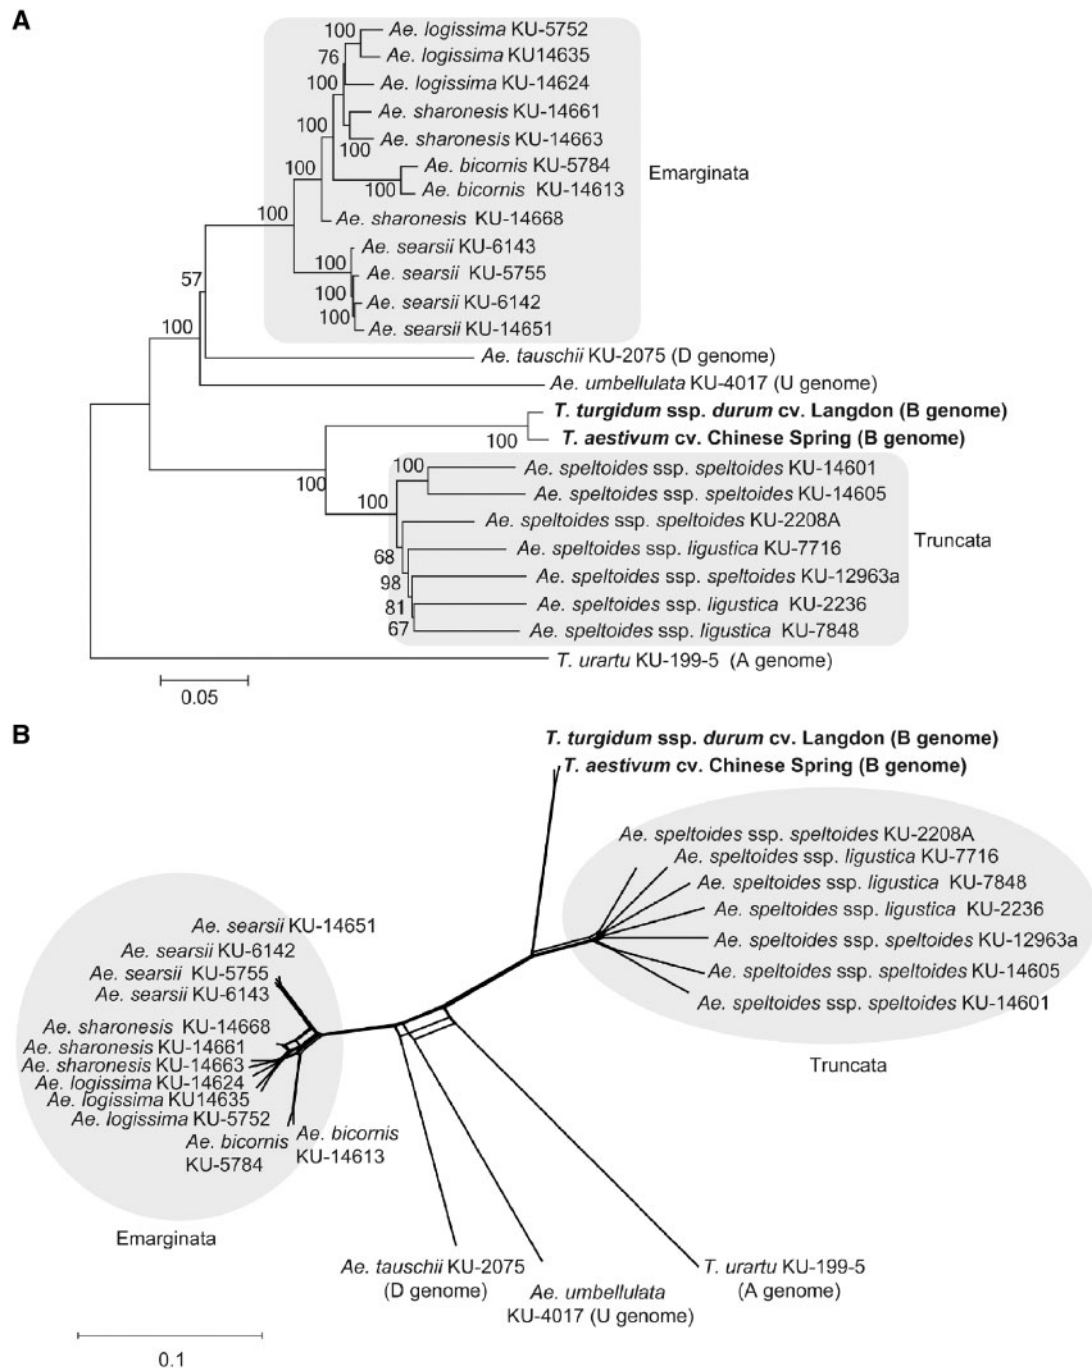 A
100 Ae. logissima KU-5752
76 Ae. logissima KU14635
100 Ae. logissima KU-14624
100 Ae. sharonesis KU-14661
100 Ae. sharonesis KU-14663
100 Ae. bicornis KU-5784
100 Ae. bicornis KU-14613
Emarginata
100 Ae. sharonesis KU-14668
Ae. searsii KU-6143
100 Ae. searsii KU-5755
100 Ae. searsii KU-6142
100 Ae. searsii KU-14651
57
100
Ae. tauschii KU-2075 (D genome)
Ae. umbellulata KU-4017 (U genome)
T. turgidum ssp. durum cv. Langdon (B genome)
100 T. aestivum cv. Chinese Spring (B genome)
100 Ae. speltoides ssp. speltoides KU-14601
100
100 Ae. speltoides ssp. speltoides KU-14605
Ae. speltoides ssp. speltoides KU-2208A
68 Ae. speltoides ssp. ligustica KU-7716
Truncata
98 Ae. speltoides ssp. speltoides KU-12963a
81 Ae. speltoides ssp. ligustica KU-2236
67 Ae. speltoides ssp. ligustica KU-7848
T. urartu KU-199-5 (A genome)
0.05
B
T. turgidum ssp. durum cv. Langdon (B genome)
T. aestivum cv. Chinese Spring (B genome)
Ae. speltoides ssp. speltoides KU-2208A
Ae. speltoides ssp. ligustica KU-7716
Ae. speltoides ssp. ligustica KU-7848
Ae. speltoides ssp. ligustica KU-2236
Ae. speltoides ssp. speltoides KU-12963a
Ae. speltoides ssp. speltoides KU-14605
Ae. speltoides ssp. speltoides KU-14601
Truncata
Ae. searsii KU-14651
Ae. searsii KU-6142
Ae. searsii KU-5755
Ae. searsii KU-6143
Ae. sharonesis KU-14668
Ae. sharonesis KU-14661
Ae. sharonesis KU-14663
Ae. logissima KU-14624
Ae. logissima KU14635
Ae. logissima KU-5752
Ae. bicornis
KU-5784
Ae. bicornis
KU-14613
Emarginata
Ae. tauschii KU-2075
(D genome)
Ae. umbellulata
KU-4017 (U genome)
T. urartu KU-199-5
(A genome)
0.1